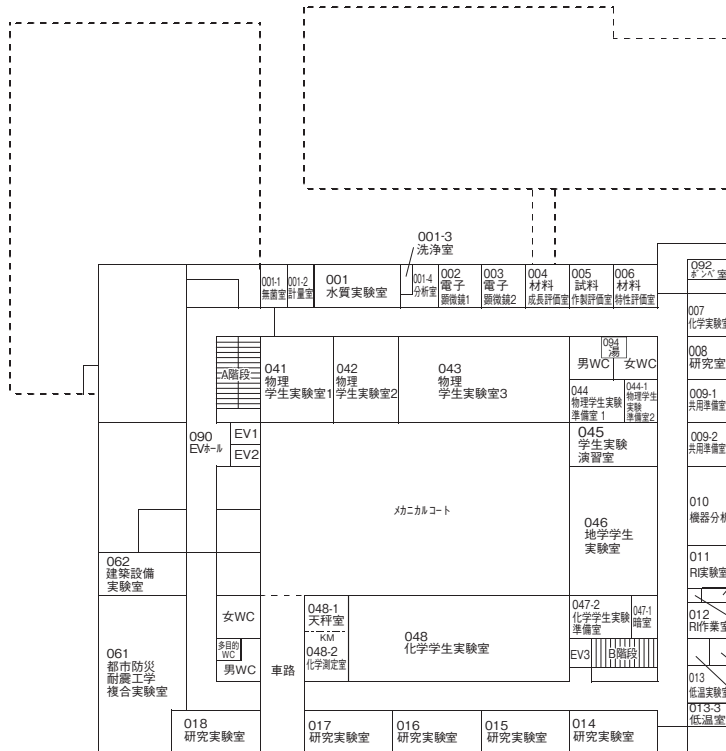 001-3
洗浄室
001-1
無菌室
001-2
計量室
001
水質実験室
001-4
分析室
002
電子
顕微鏡1
003
電子
顕微鏡2
004
材料
成長評価室
005
試料
作製評価室
006
材料
特性評価室
092
ボンベ室
007
化学実験室
008
研究室
009-1
共用準備室
009-2
共用準備室
010
機器分析
011
RI実験室
012
RI作業室
013
低温実験室
013-3
低温室
A階段
041
物理
学生実験室1
042
物理
学生実験室2
043
物理
学生実験室3
094
湯
男WC
女WC
044
物理学生実験
準備室 1
044-1
物理学生
実験
準備室2
045
学生実験
演習室
090
EVホール
EV1
EV2
メカニカルコート
046
地学学生
実験室
062
建築設備
実験室
061
都市防災
耐震工学
複合実験室
女WC
多目的
WC
男WC
車路
048-1
天秤室
KM
048-2
化学測定室
048
化学学生実験室
047-2
化学学生実験
準備室
047-1
暗室
EV3
B階段
018
研究実験室
017
研究実験室
016
研究実験室
015
研究実験室
014
研究実験室